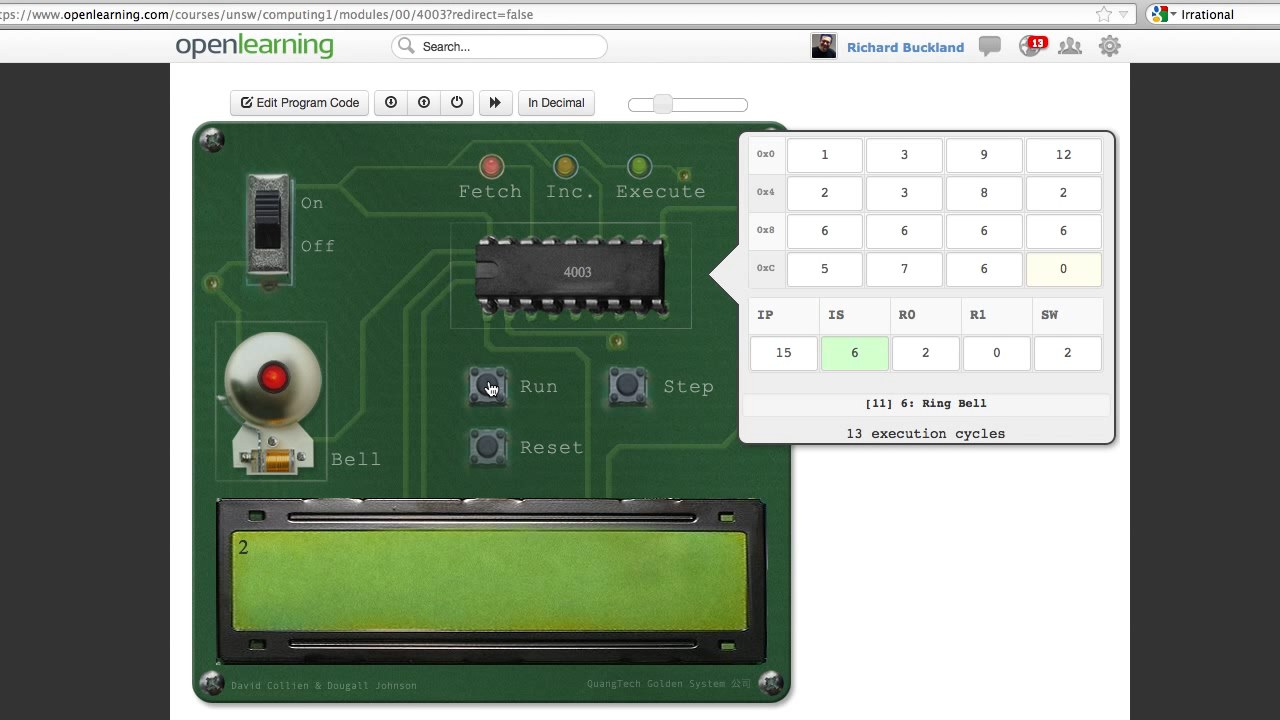 ps://www.openlearning.com/courses/unsw/computing1/modules/00/4003?redirect=false
Irrational
openlearning
Search...
Richard Buckland
13
Edit Program Code
In Decimal
On
Off
Fetch Inc. Execute
4003
Run
Step
Reset
Bell
2
David Collien & Dougall Johnson
QuangTech Golden System 公司
0x0 1 3 9 12
0x4 2 3 8 2
0x8 6 6 6 6
0xC 5 7 6 0
IP IS R0 R1 SW
15 6 2 0 2
[11] 6: Ring Bell
13 execution cycles